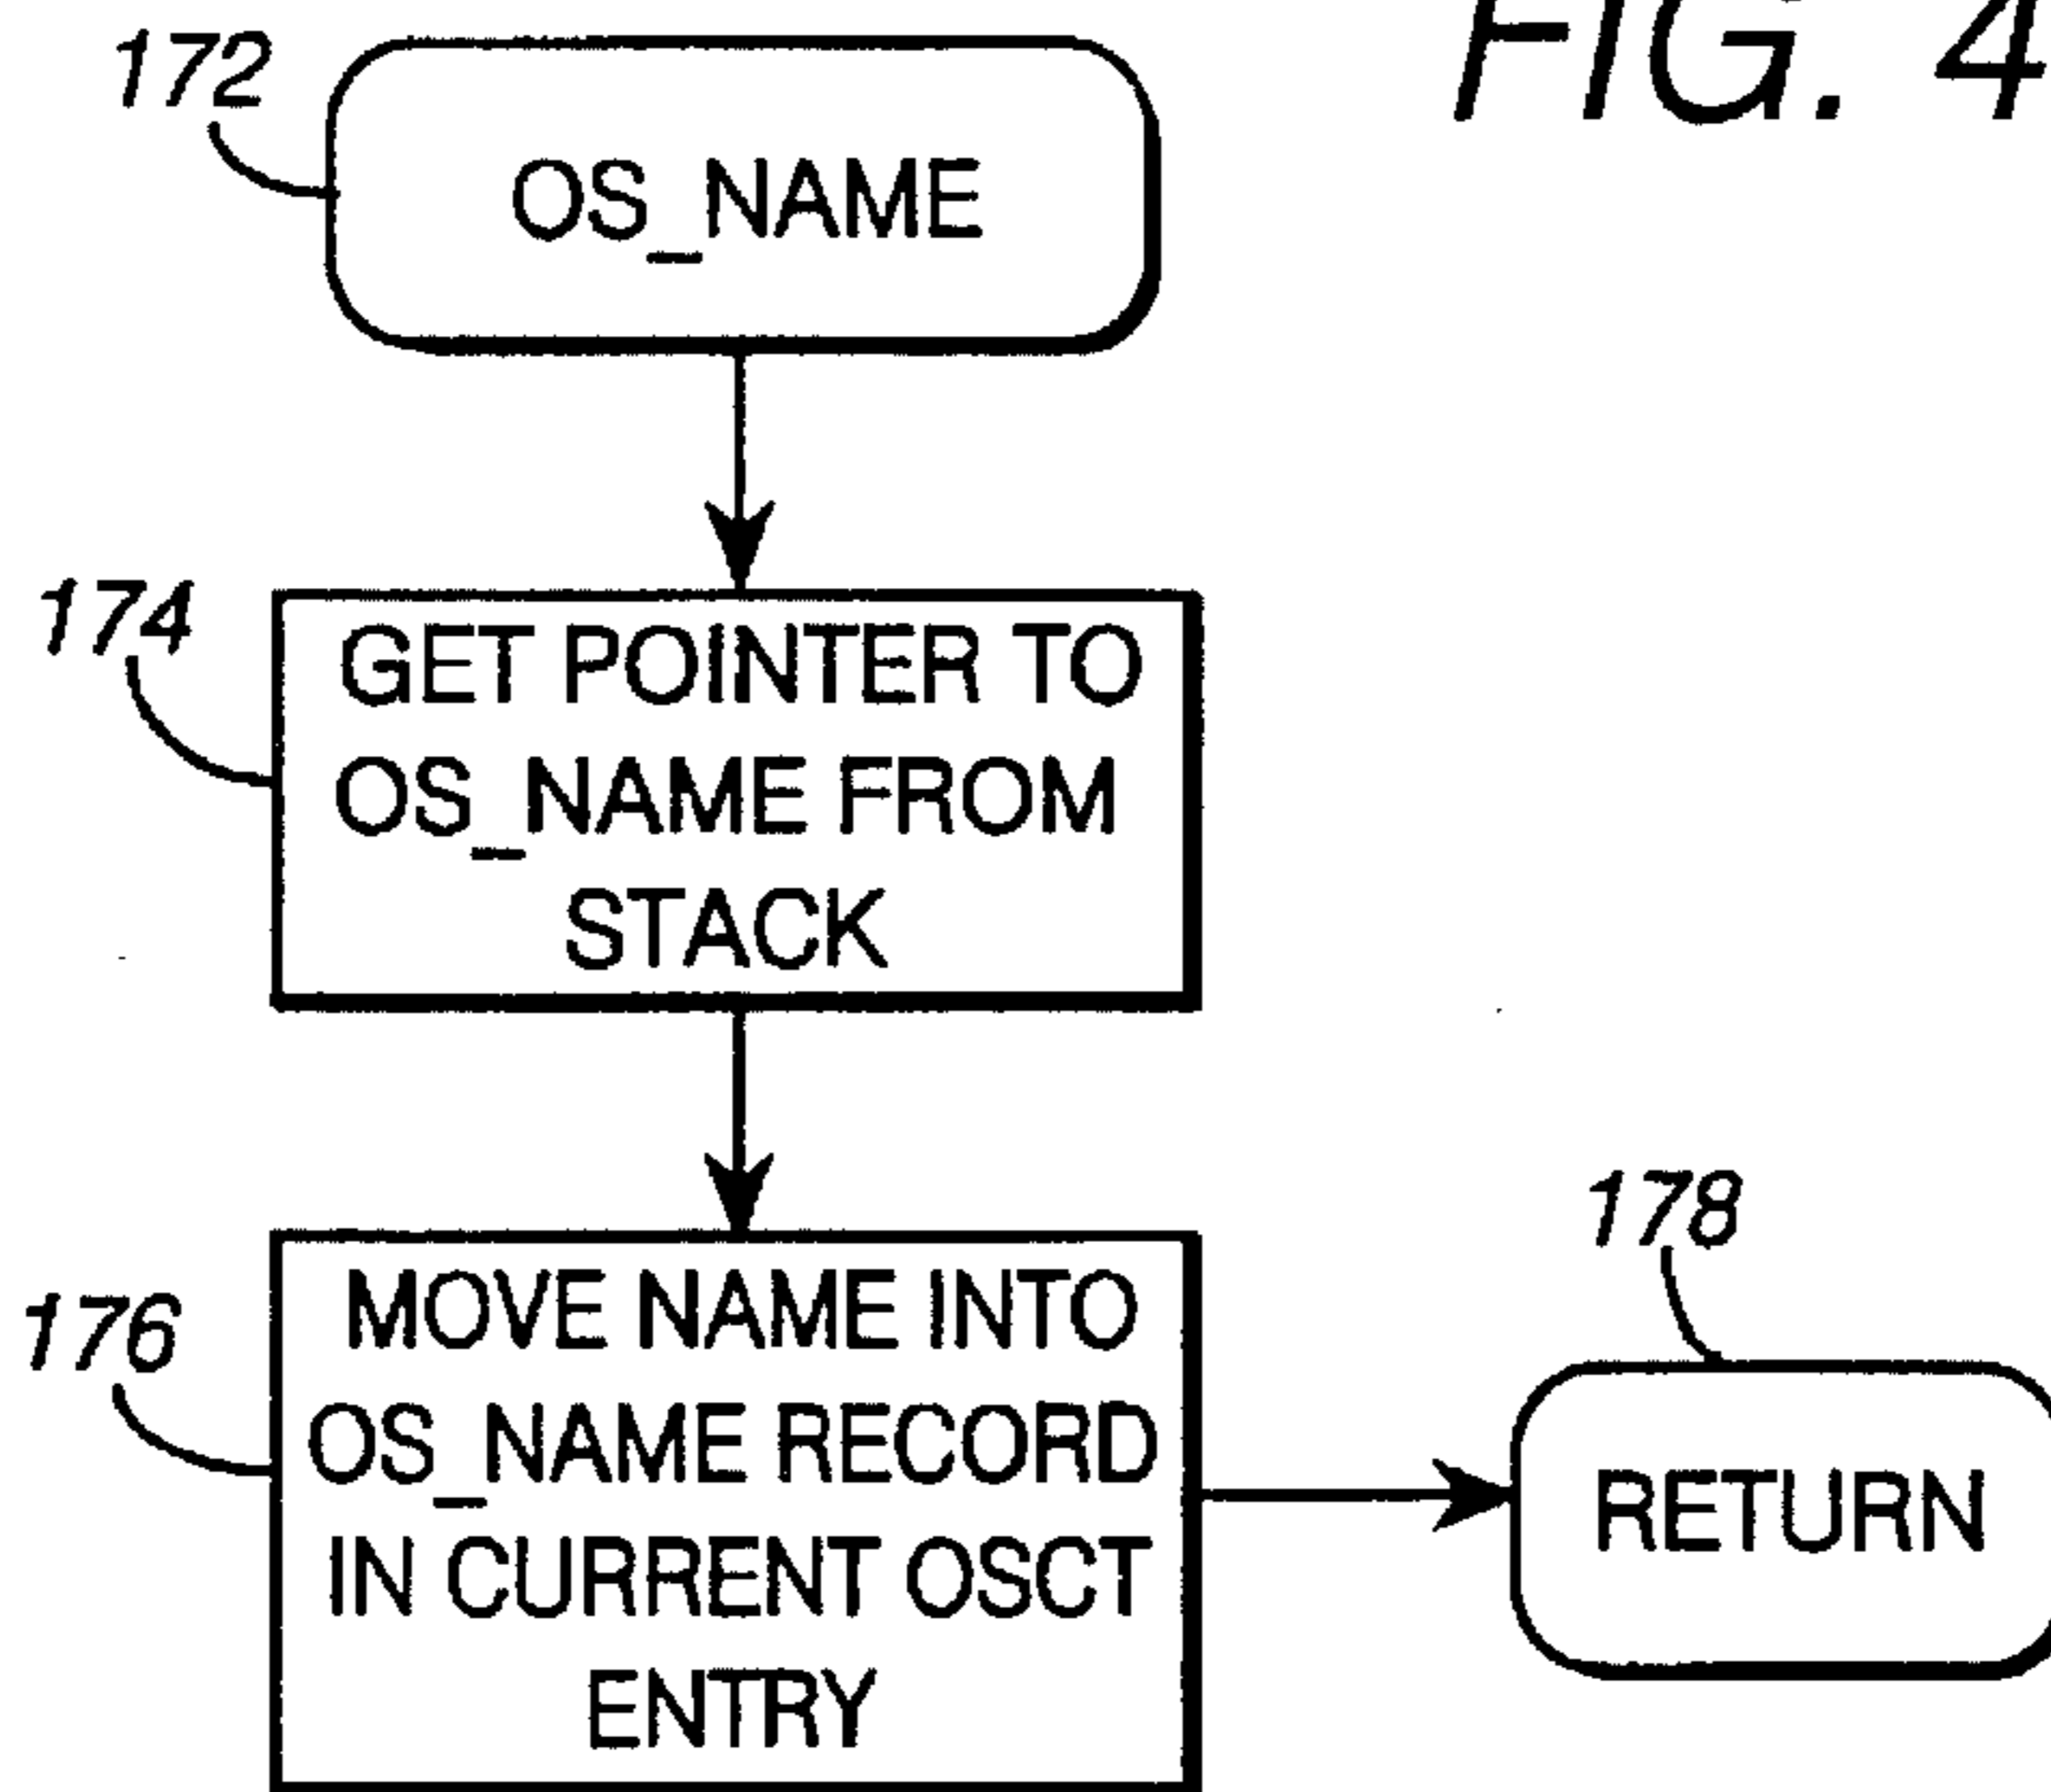 FIG. 4
172
OS_NAME
174
GET POINTER TO
OS_NAME FROM
STACK
176
MOVE NAME INTO
OS_NAME RECORD
IN CURRENT OSCT
ENTRY
178
RETURN